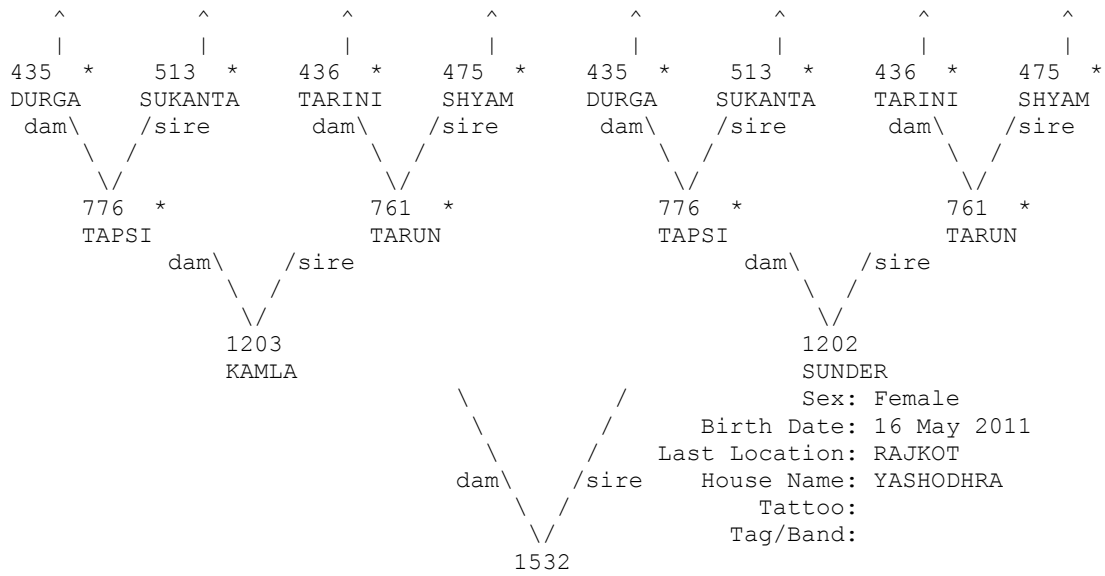 ^ ^ ^ ^ ^ ^ ^ ^
| | | | | | | |
435 * 513 * 436 * 475 * 435 * 513 * 436 * 475 *
DURGA SUKANTA TARINI SHYAM DURGA SUKANTA TARINI SHYAM
dam\ /sire dam\ /sire dam\ /sire dam\ /sire
\ / \ / \ / \ /
\/ \/ \/ \/
776 * 761 * 776 * 761 *
TAPSI TARUN TAPSI TARUN
dam\ /sire dam\ /sire
\ / \ /
\/ \/
1203 1202
KAMLA SUNDER
\ / Sex: Female
\ / Birth Date: 16 May 2011
\ / Last Location: RAJKOT
dam\ /sire House Name: YASHODHRA
\ / Tattoo:
\/ Tag/Band:
1532